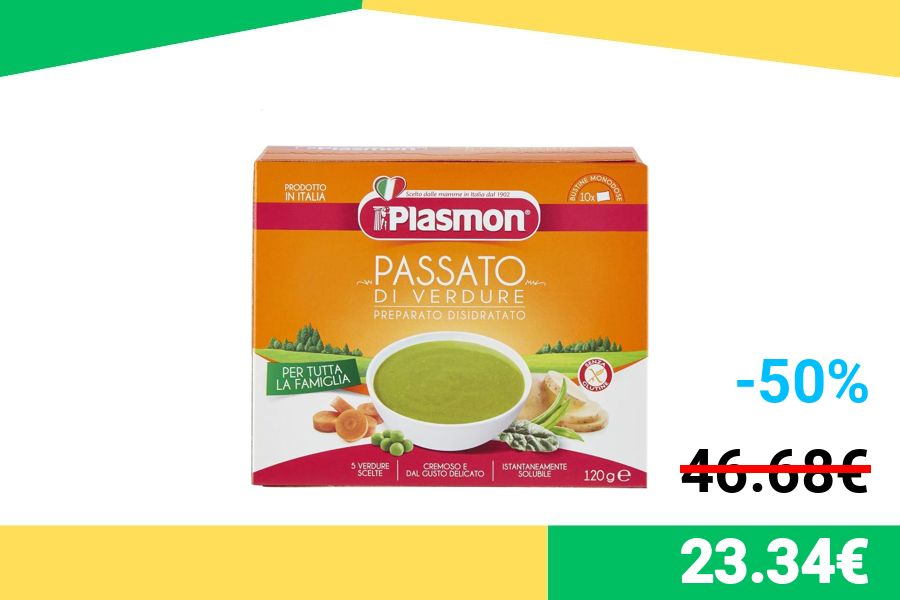 PRODOTTO
IN ITALIA
Scelto dalle mamme in Italia dal 1902
Plasmon®
BUSTINE MONODOSE
10x
PASSATO
DI VERDURE
PREPARATO DISIDRATATO
PER TUTTA
LA FAMIGLIA
SENZA
GLUTINE
5 VERDURE
SCELTE
CREMOSO E
DAL GUSTO DELICATO
ISTANTANEAMENTE
SOLUBILE
120 g ℮
-50%
46.68€
23.34€